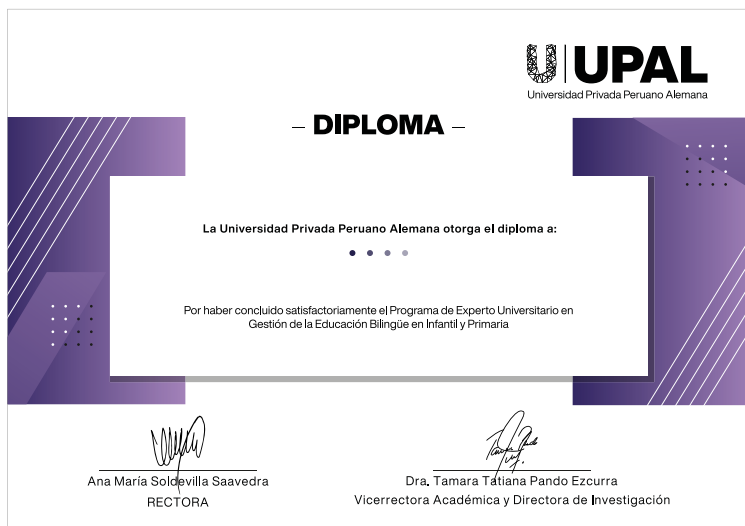 UPAL
Universidad Privada Peruano Alemana
– DIPLOMA –
La Universidad Privada Peruano Alemana otorga el diploma a:
Por haber concluido satisfactoriamente el Programa de Experto Universitario en
Gestión de la Educación Bilingüe en Infantil y Primaria
Ana María Soldevilla Saavedra
RECTORA
Dra. Tamara Tatiana Pando Ezcurra
Vicerrectora Académica y Directora de Investigación